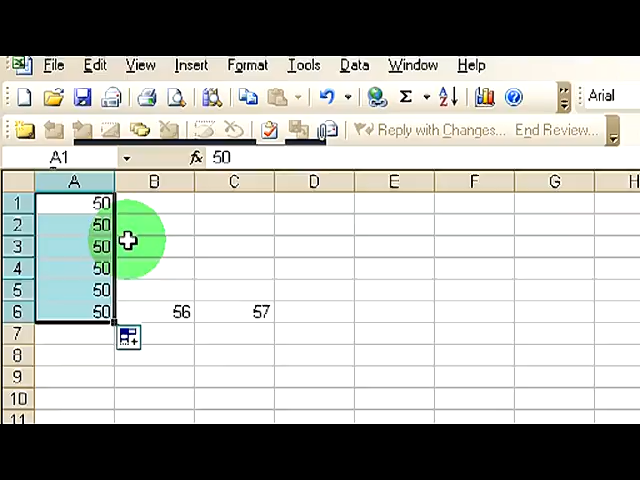 File Edit View Insert Format Tools Data Window Help
Σ A Z Arial
Reply with Changes... End Review...
A1 fx 50
A B C D E F G H
1 50
2 50
3 50
4 50
5 50
6 50 56 57
7
8
9
10
11